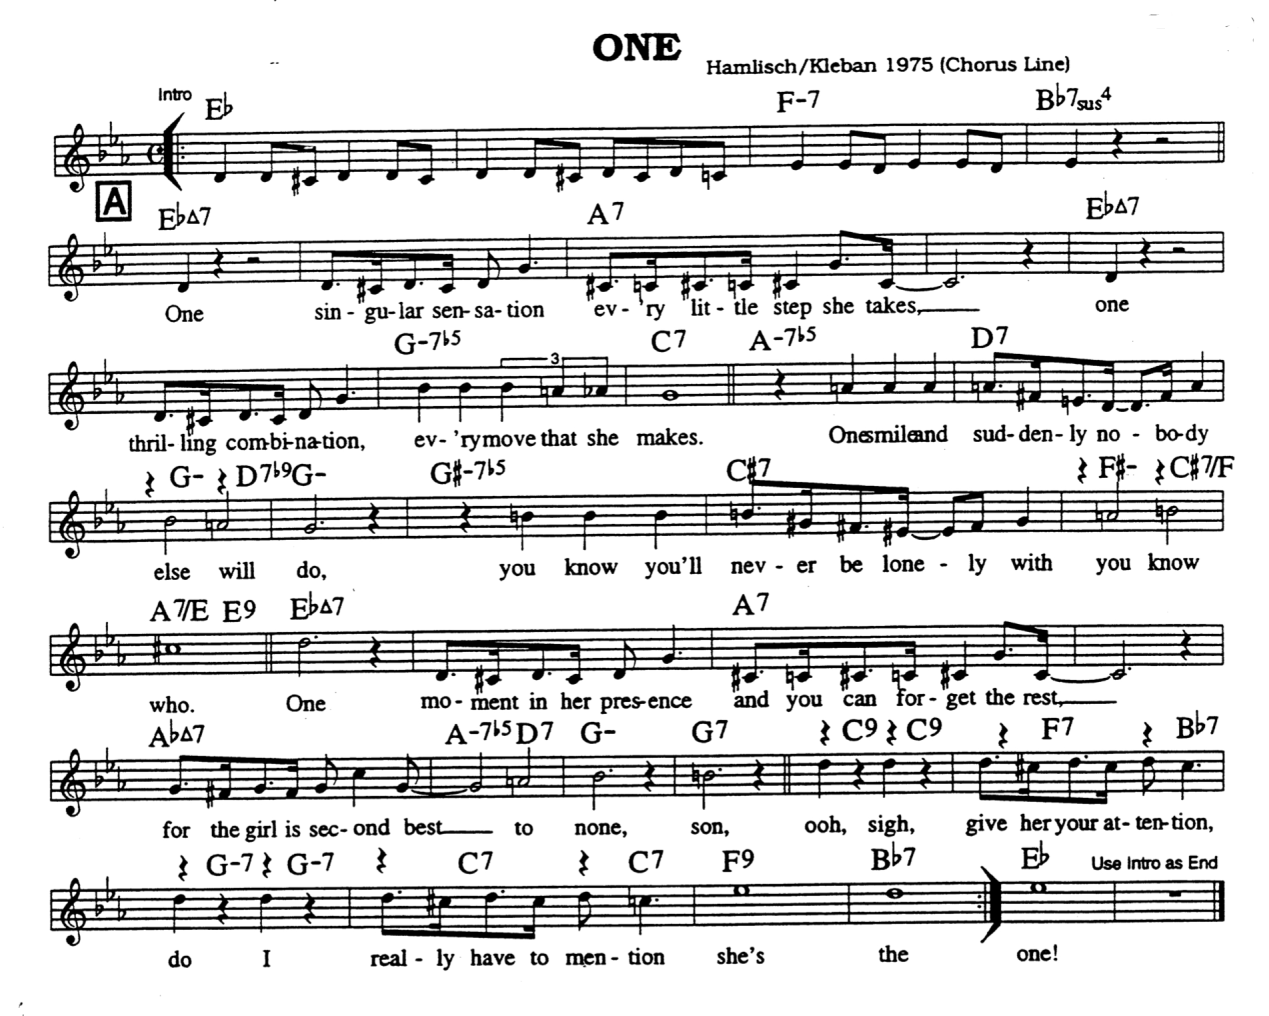 ONE
Hamlisch/Kleban 1975 (Chorus Line)
Intro
E♭ F-7 B♭7sus4
A
E♭∆7 A7 E♭∆7
One sin - gu - lar sen - sa - tion ev - 'ry lit - tle step she takes, one
G-7♭5 C7 A-7♭5 D7
3
thril - ling com-bi-na-tion, ev - 'ry move that she makes. One smile and sud - den - ly no - bo-dy
G- D7♭9 G- G#-7♭5 C#7 F#- C#7/F
else will do, you know you'll nev - er be lone - ly with you know
A7/E E9 E♭∆7 A7
who. One mo - ment in her pres-ence and you can for - get the rest,
A♭∆7 A-7♭5 D7 G- G7 C9 C9 F7 B♭7
for the girl is sec - ond best to none, son, ooh, sigh, give her your at - ten-tion,
G-7 G-7 C7 C7 F9 B♭7 E♭ Use Intro as End
do I real - ly have to men - tion she's the one!